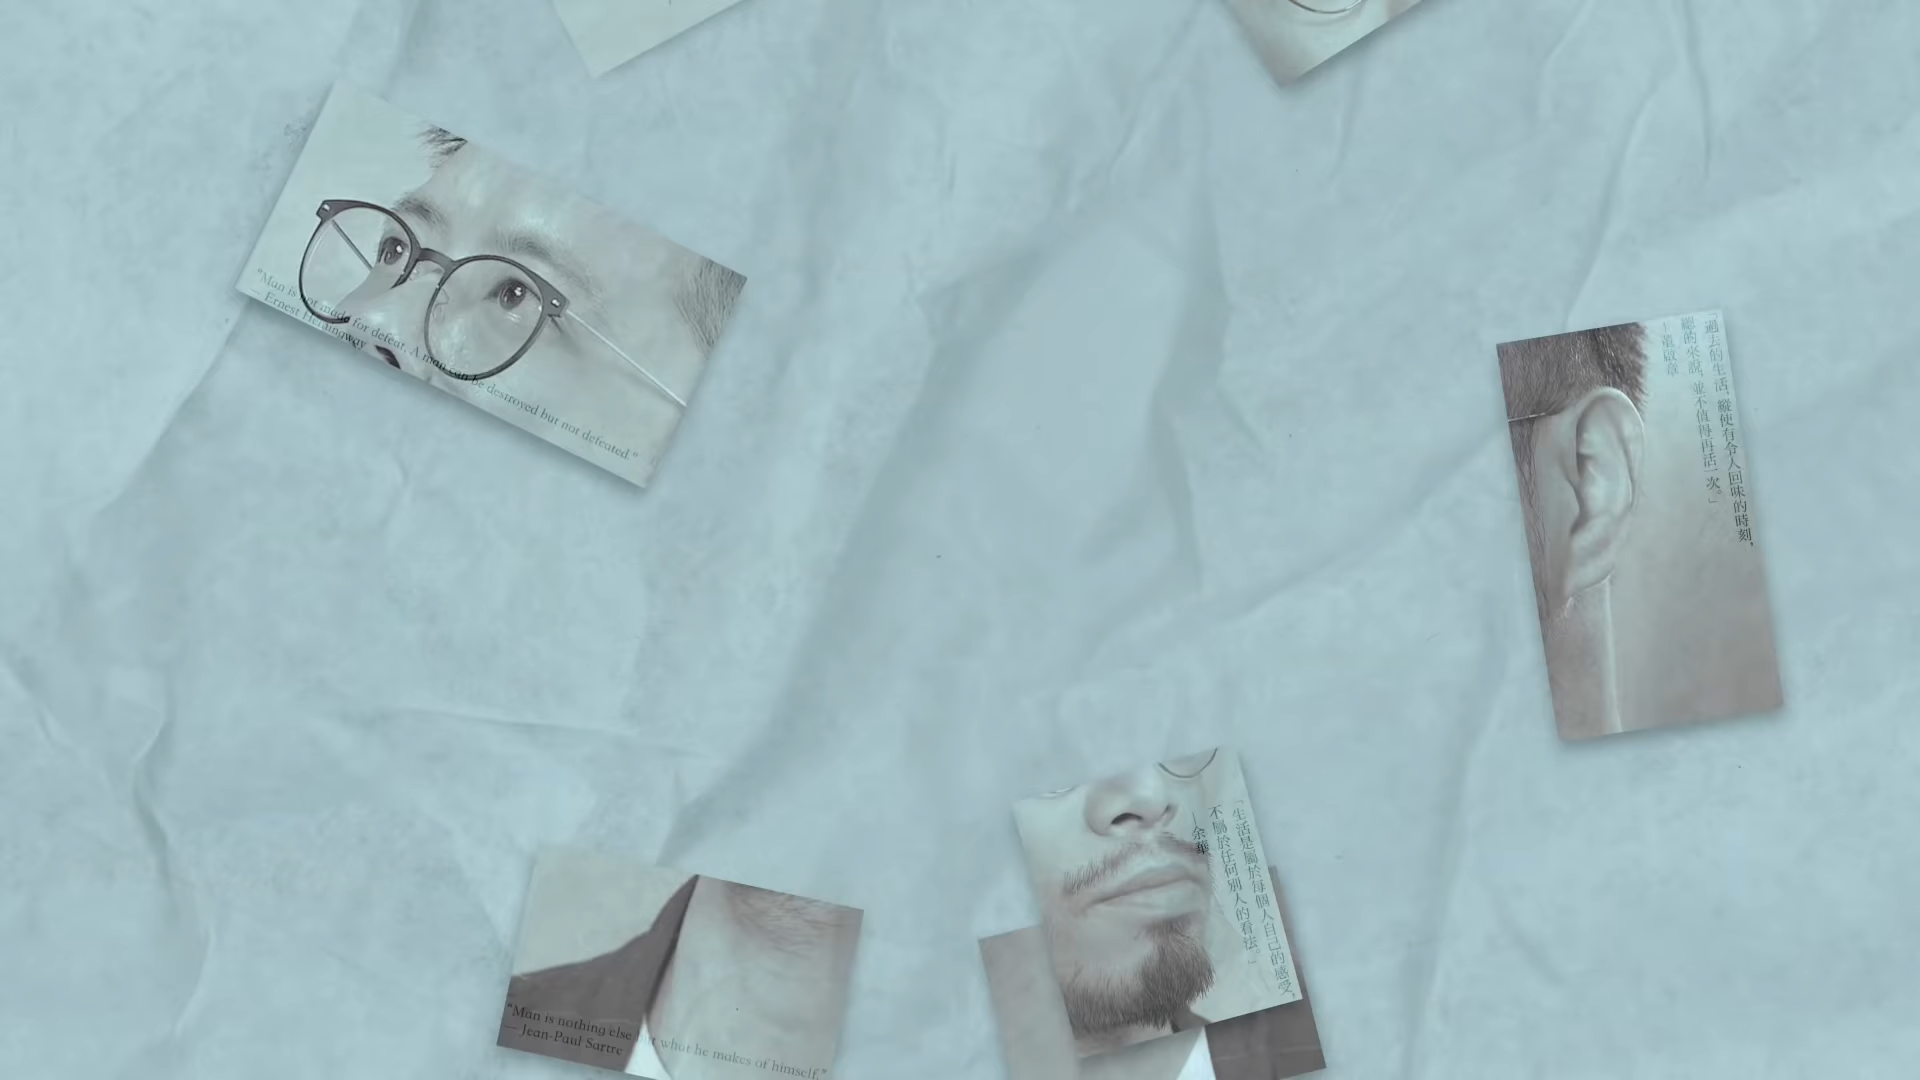 "Man is not made for defeat. A man can be destroyed but not defeated."
— Ernest Hemingway
「過去的生活，縱使有令人回味的時刻，
總的來說，並不值得再活一次。」
—董啟章
「生活是屬於每個人自己的感受，
不屬於任何別人的看法。」
—余華
"Man is nothing else but what he makes of himself."
— Jean-Paul Sartre